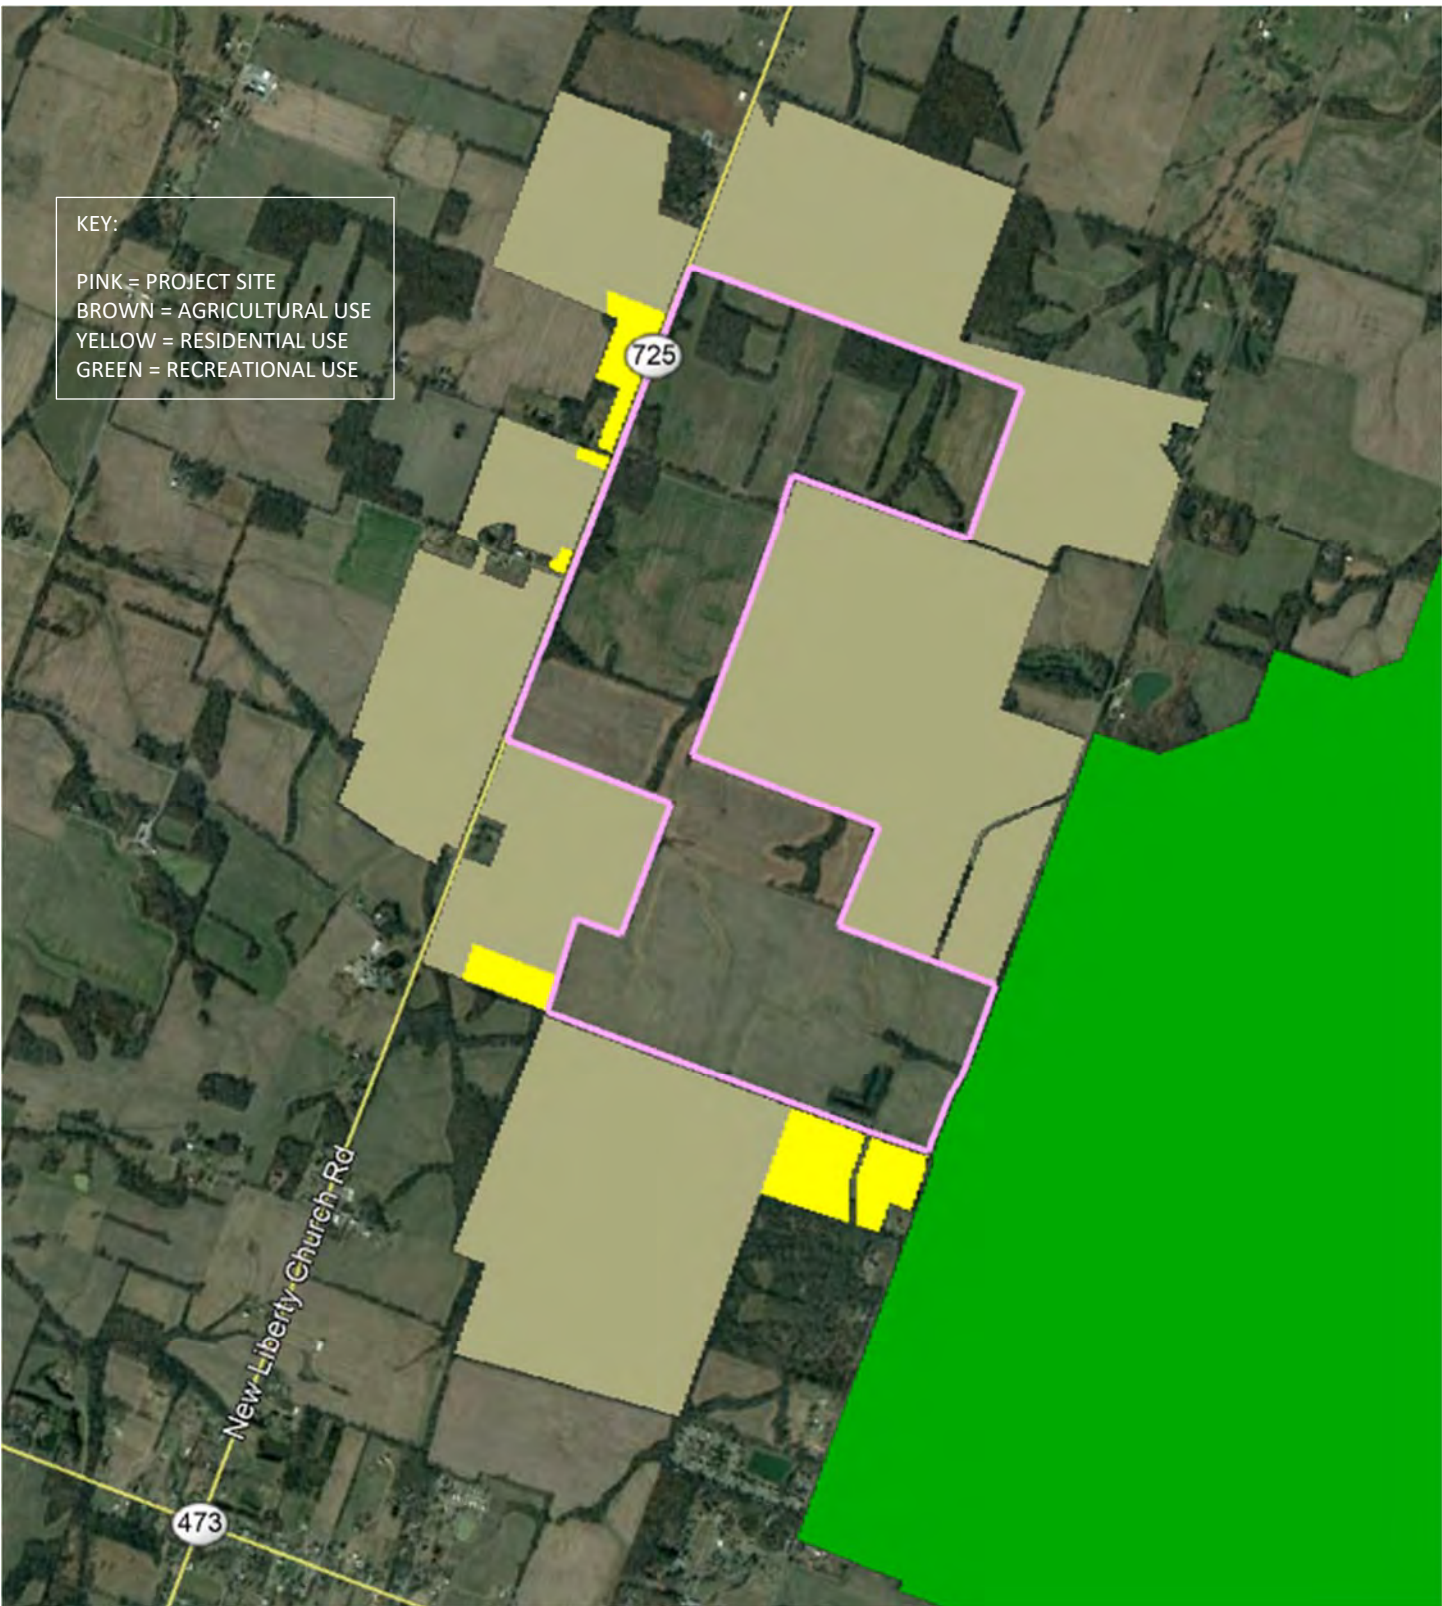 KEY:
PINK = PROJECT SITE
BROWN = AGRICULTURAL USE
YELLOW = RESIDENTIAL USE
GREEN = RECREATIONAL USE
725
New Liberty Church Rd
473